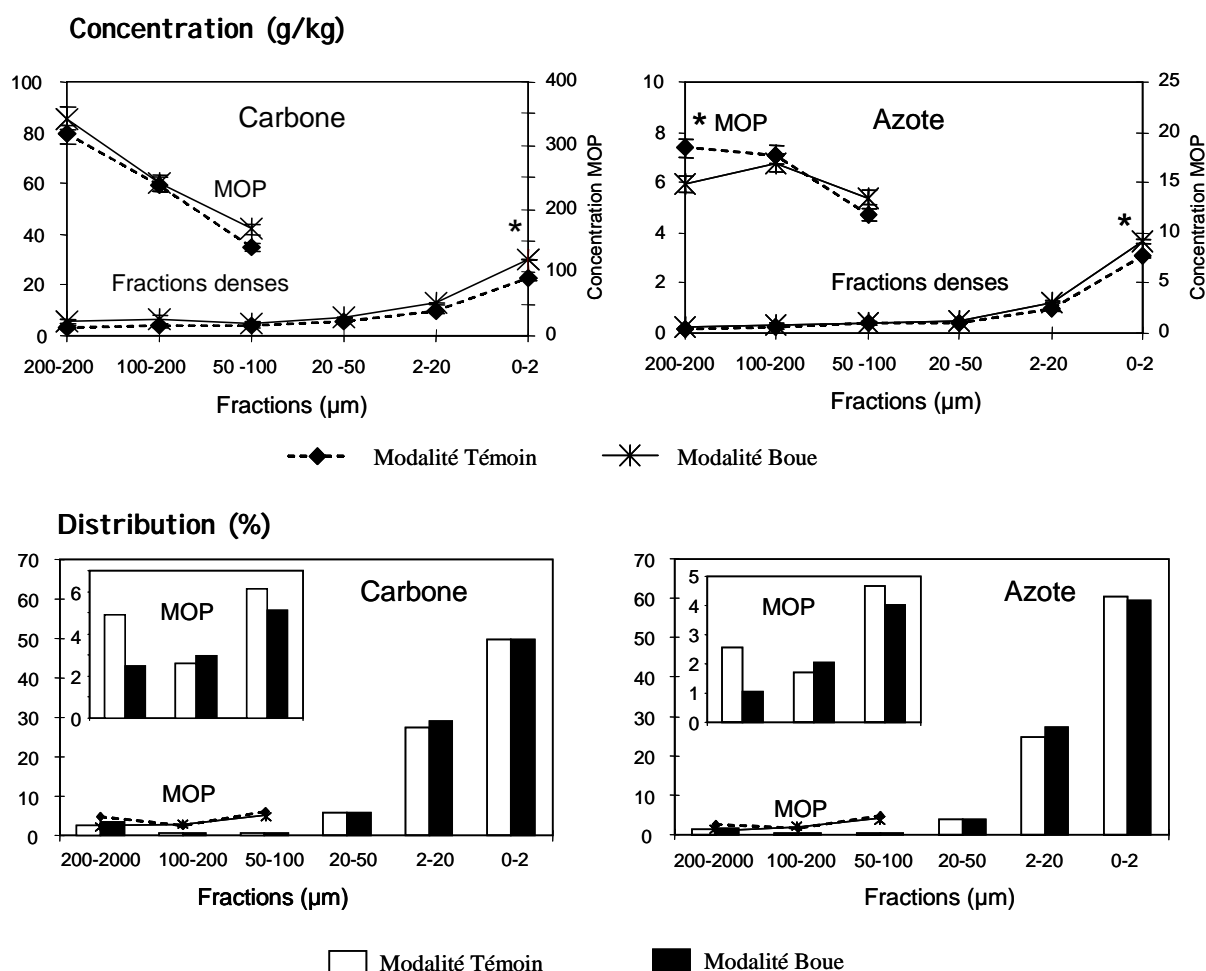 Concentration (g/kg)
100
80
60
40
20
0
Carbone
MOP
Fractions denses
*
400
300
200
100
0
Concentration MOP
200-200 100-200 50 -100 20 -50 2-20 0-2
Fractions (µm)
10
8
6
4
2
0
* MOP
Azote
Fractions denses
*
25
20
15
10
5
0
Concentration MOP
200-200 100-200 50 -100 20 -50 2-20 0-2
Fractions (µm)
Modalité Témoin
Modalité Boue
Distribution (%)
70
60
50
40
30
20
10
0
6
4
2
0
MOP
Carbone
MOP
200-2000 100-200 50-100 20-50 2-20 0-2
Fractions (µm)
70
60
50
40
30
20
10
0
5
4
3
2
1
0
MOP
Azote
MOP
200-2000 100-200 50-100 20-50 2-20 0-2
Fractions (µm)
Modalité Témoin
Modalité Boue